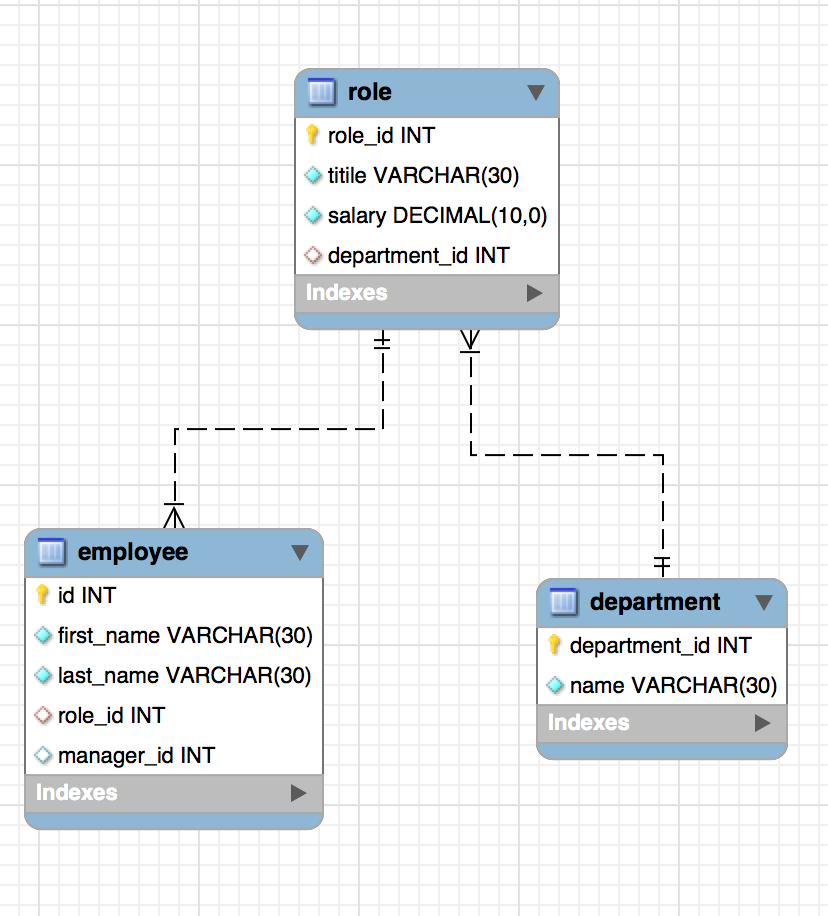 role
role_id INT
titile VARCHAR(30)
salary DECIMAL(10,0)
department_id INT
Indexes
employee
id INT
first_name VARCHAR(30)
last_name VARCHAR(30)
role_id INT
manager_id INT
Indexes
department
department_id INT
name VARCHAR(30)
Indexes